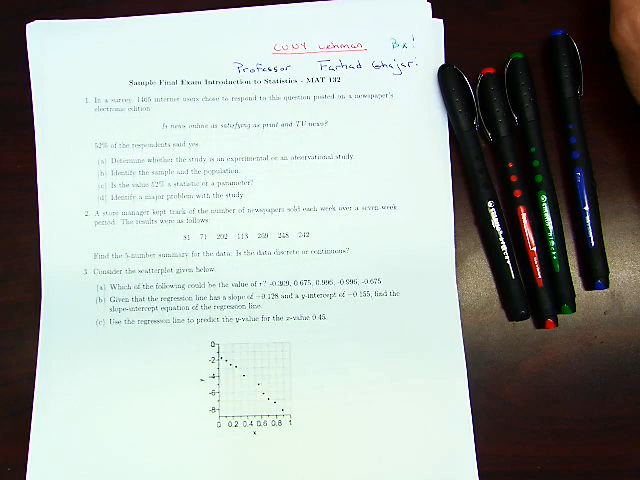 CUNY Lehman Bx!
Professor Farhad Ghajar.
Sample Final Exam Introduction to Statistics - MAT 132
1. In a survey, 1465 internet users chose to respond to this question posted on a newspaper's
electronic edition:
Is news online as satisfying as print and TV news?
52% of the respondents said yes.
(a) Determine whether the study is an experimental or an observational study.
(b) Identify the sample and the population.
(c) Is the value 52% a statistic or a parameter?
(d) Identify a major problem with the study.
2. A store manager kept track of the number of newspapers sold each week over a seven-week
period. The results were as follows:
71 202 113 269 248 242
Find the 5-number summary for the data. Is the data discrete or continuous?
3. Consider the scatterplot given below.
(a) Which of the following could be the value of r? -0.909, 0.675, 0.996, -0.996, -0.675
(b) Given that the regression line has a slope of −0.128 and a y-intercept of −0.155, find the
slope-intercept equation of the regression line.
(c) Use the regression line to predict the y-value for the x-value 0.45.
0
-2
-4
Y
-6
-8
0 0.2 0.4 0.6 0.8 1
x